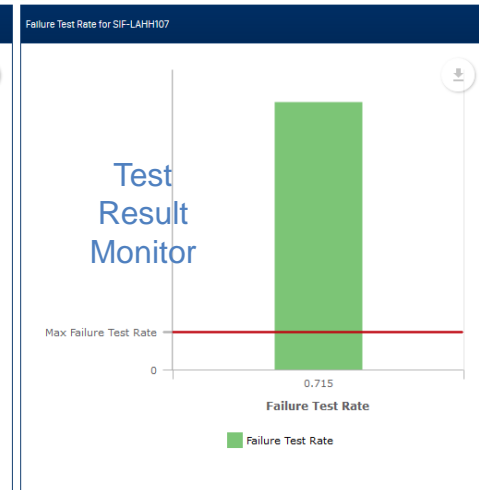 Failure Test Rate for SIF-LAHH107
Test
Result
Monitor
Max Failure Test Rate
0
0.715
Failure Test Rate
Failure Test Rate